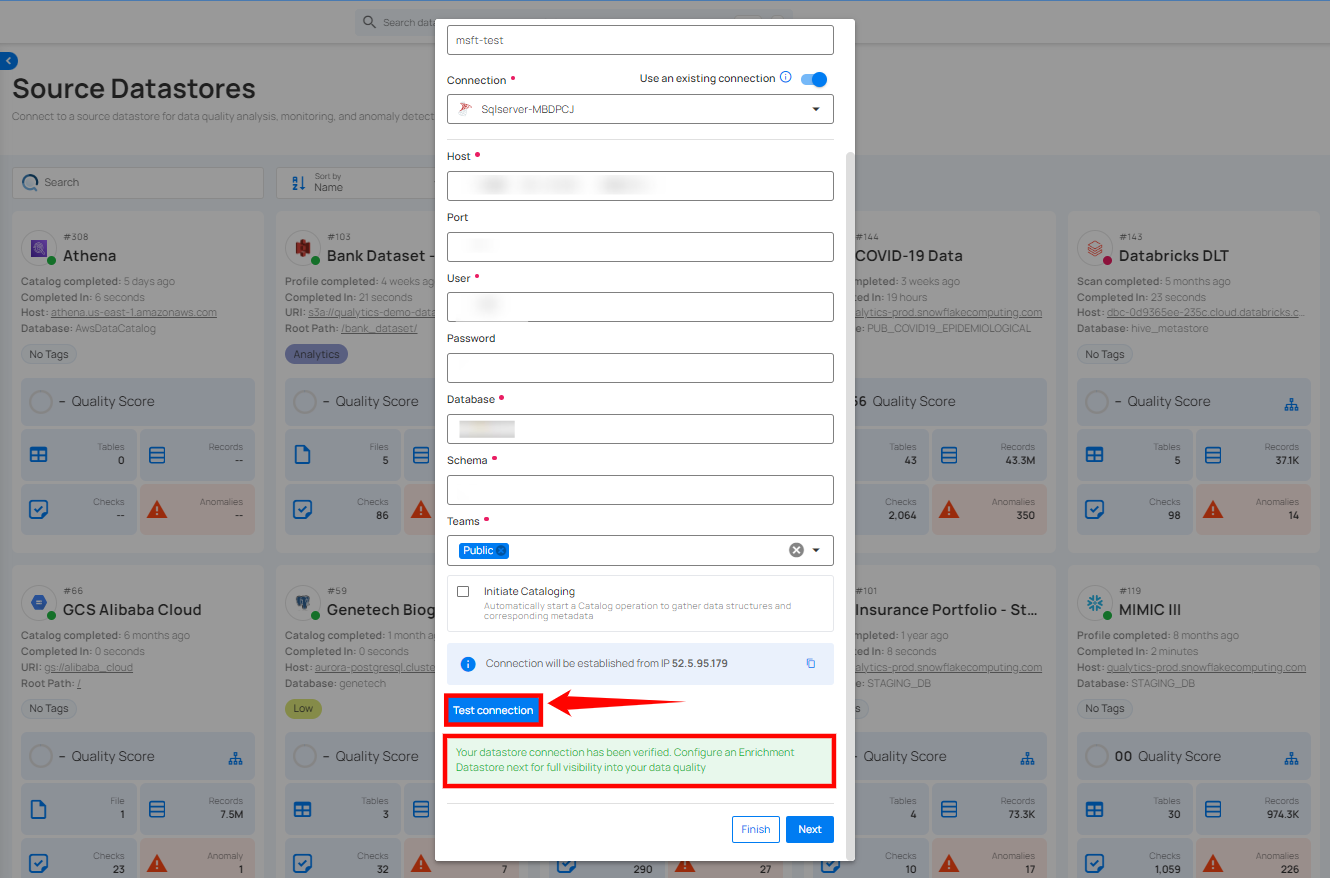 Search data
msft-test
Source Datastores
Connect to a source datastore for data quality analysis, monitoring, and anomaly detect
Connection •
Use an existing connection
Sqlserver-MBDPCJ
Host •
Port
User •
Password
Database •
Schema •
Teams •
Public
Initiate Cataloging
Automatically start a Catalog operation to gather data structures and
corresponding metadata
Connection will be established from IP 52.5.95.179
Test connection
Your datastore connection has been verified. Configure an Enrichment
Datastore next for full visibility into your data quality
Finish
Next
Search
Sort by
Name
#308
Athena
Catalog completed: 5 days ago
Completed In: 6 seconds
Host: athena.us-east-1.amazonaws.com
Database: AwsDataCatalog
No Tags
– Quality Score
Tables
0
Records
--
Checks
--
Anomalies
--
#103
Bank Dataset -
Profile completed: 4 weeks ag
Completed In: 21 seconds
URI: s3a://qualytics-demo-data
Root Path: /bank_dataset/
Analytics
– Quality Score
Files
5
Checks
86
#144
COVID-19 Data
mpleted: 3 weeks ago
ed In: 19 hours
alytics-prod.snowflakecomputing.com
e: PUB_COVID19_EPIDEMIOLOGICAL
66 Quality Score
Tables
43
Records
43.3M
Checks
2,064
Anomalies
350
#143
Databricks DLT
Scan completed: 5 months ago
Completed In: 23 seconds
Host: dbc-0d9365ee-235c.cloud.databricks.c...
Database: hive_metastore
No Tags
– Quality Score
Tables
5
Records
37.1K
Checks
98
Anomalies
14
#66
GCS Alibaba Cloud
Catalog completed: 6 months ago
Completed In: 0 seconds
URI: gs://alibaba_cloud
Root Path: /
No Tags
– Quality Score
File
1
Records
7.5M
Checks
23
Anomaly
1
#59
Genetech Biog
Catalog completed: 1 month a
Completed In: 0 seconds
Host: aurora-postgresql.cluste
Database: genetech
Low
– Quality Score
Tables
3
Checks
32
7
290
27
#101
Insurance Portfolio - St...
mpleted: 1 year ago
ed In: 8 seconds
alytics-prod.snowflakecomputing.com
e: STAGING_DB
s
- Quality Score
Tables
4
Records
73.3K
Checks
10
Anomalies
17
#119
MIMIC III
Profile completed: 8 months ago
Completed In: 2 minutes
Host: qualytics-prod.snowflakecomputing.com
Database: STAGING_DB
No Tags
00 Quality Score
Tables
30
Records
974.3K
Checks
1,059
Anomalies
226